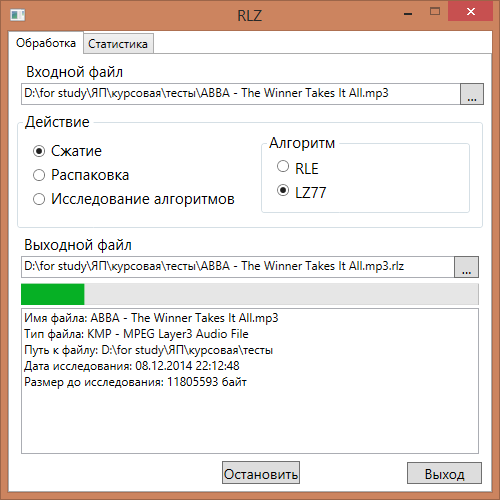 RLZ
Обработка
Статистика
Входной файл
D:\for study\ЯП\курсовая\тесты\ABBA - The Winner Takes It All.mp3
...
Действие
Сжатие
Распаковка
Исследование алгоритмов
Алгоритм
RLE
LZ77
Выходной файл
D:\for study\ЯП\курсовая\тесты\ABBA - The Winner Takes It All.mp3.rlz
...
Имя файла: ABBA - The Winner Takes It All.mp3
Тип файла: KMP - MPEG Layer3 Audio File
Путь к файлу: D:\for study\ЯП\курсовая\тесты
Дата исследования: 08.12.2014 22:12:48
Размер до исследования: 11805593 байт
Остановить
Выход